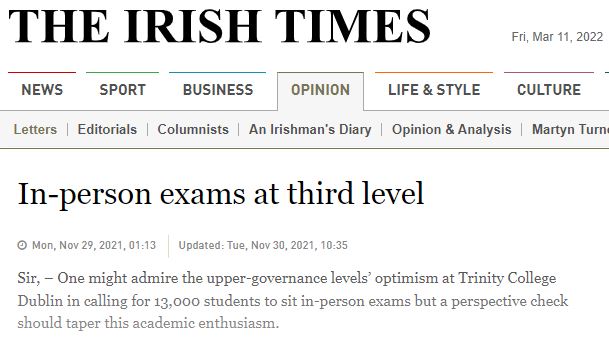 THE IRISH TIMES
Fri, Mar 11, 2022
NEWS SPORT BUSINESS OPINION LIFE & STYLE CULTURE
Letters | Editorials | Columnists | An Irishman's Diary | Opinion & Analysis | Martyn Turn
In-person exams at third level
Mon, Nov 29, 2021, 01:13 | Updated: Tue, Nov 30, 2021, 10:35
Sir, – One might admire the upper-governance levels’ optimism at Trinity College
Dublin in calling for 13,000 students to sit in-person exams but a perspective check
should taper this academic enthusiasm.